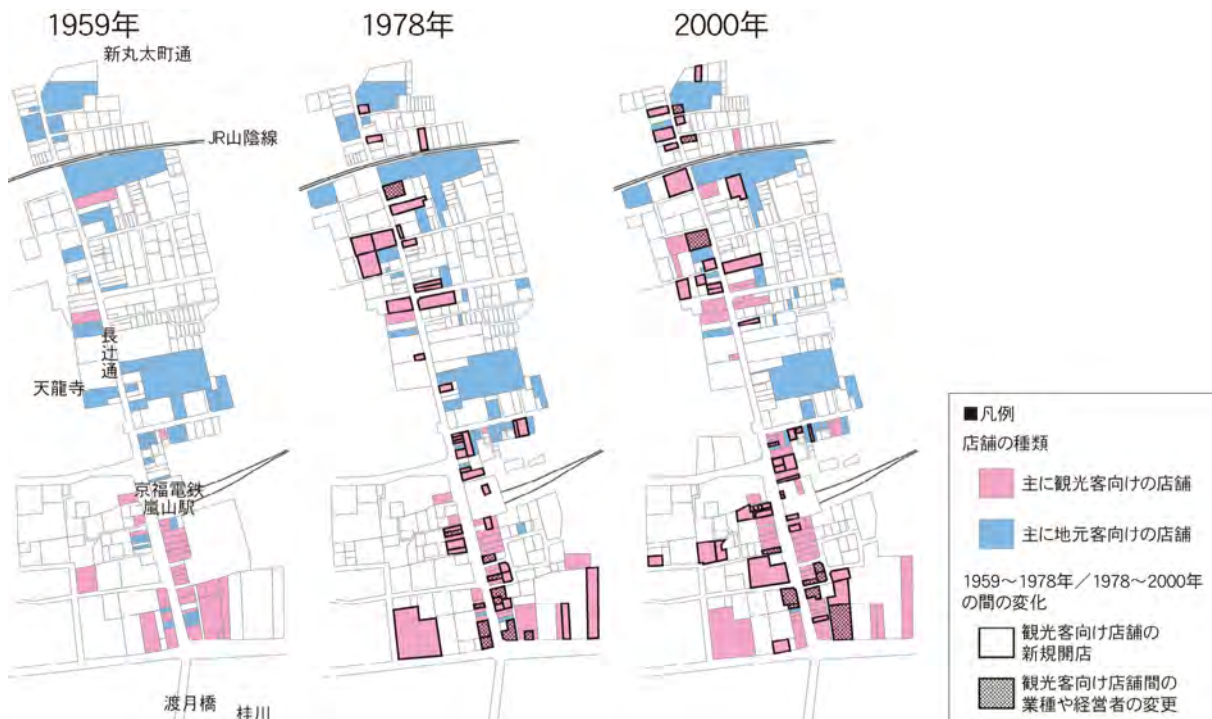 1959年
1978年
2000年
新丸太町通
JR山陰線
長辻通
天龍寺
京福電鉄
嵐山駅
渡月橋
桂川
■凡例
店舗の種類
主に観光客向けの店舗
主に地元客向けの店舗
1959～1978年／1978～2000年
の間の変化
観光客向け店舗の
新規開店
観光客向け店舗間の
業種や経営者の変更